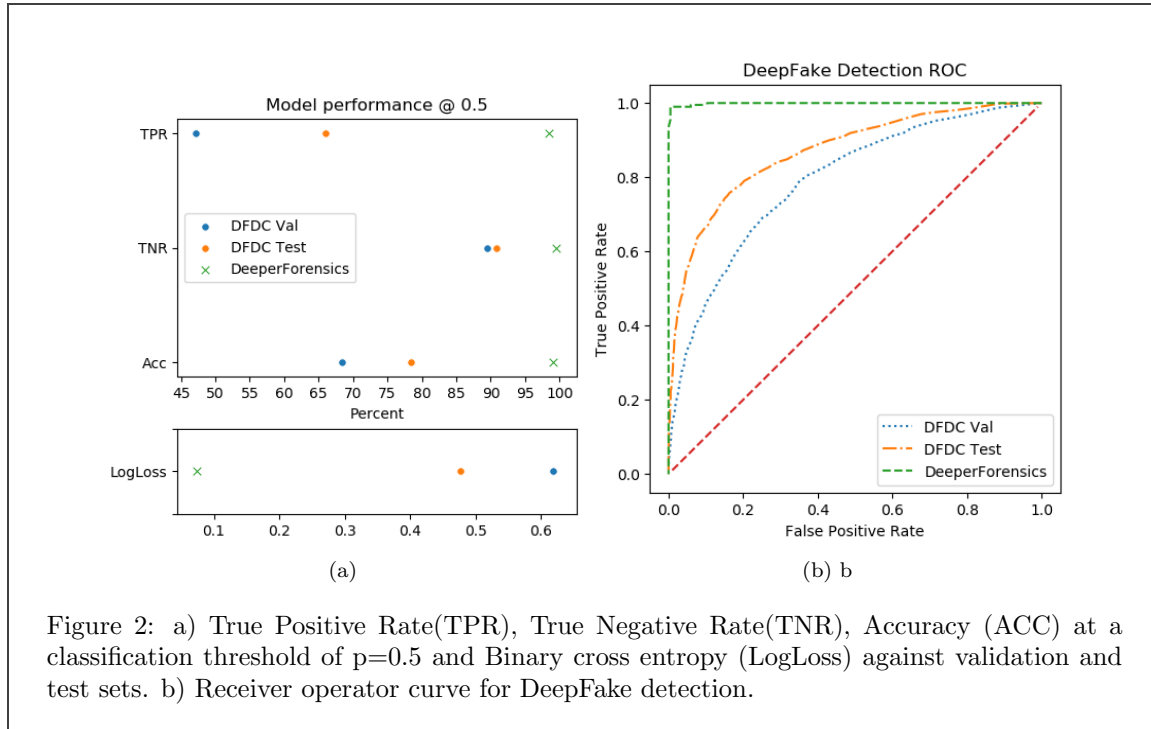 Model performance @ 0.5
TPR
TNR
Acc
DFDC Val
DFDC Test
DeeperForensics
45 50 55 60 65 70 75 80 85 90 95 100
Percent
LogLoss
0.1 0.2 0.3 0.4 0.5 0.6
(a)
DeepFake Detection ROC
1.0
0.8
0.6
0.4
0.2
0.0
True Positive Rate
DFDC Val
DFDC Test
DeeperForensics
0.0 0.2 0.4 0.6 0.8 1.0
False Positive Rate
(b) b
Figure 2: a) True Positive Rate(TPR), True Negative Rate(TNR), Accuracy (ACC) at a
classification threshold of p=0.5 and Binary cross entropy (LogLoss) against validation and
test sets. b) Receiver operator curve for DeepFake detection.